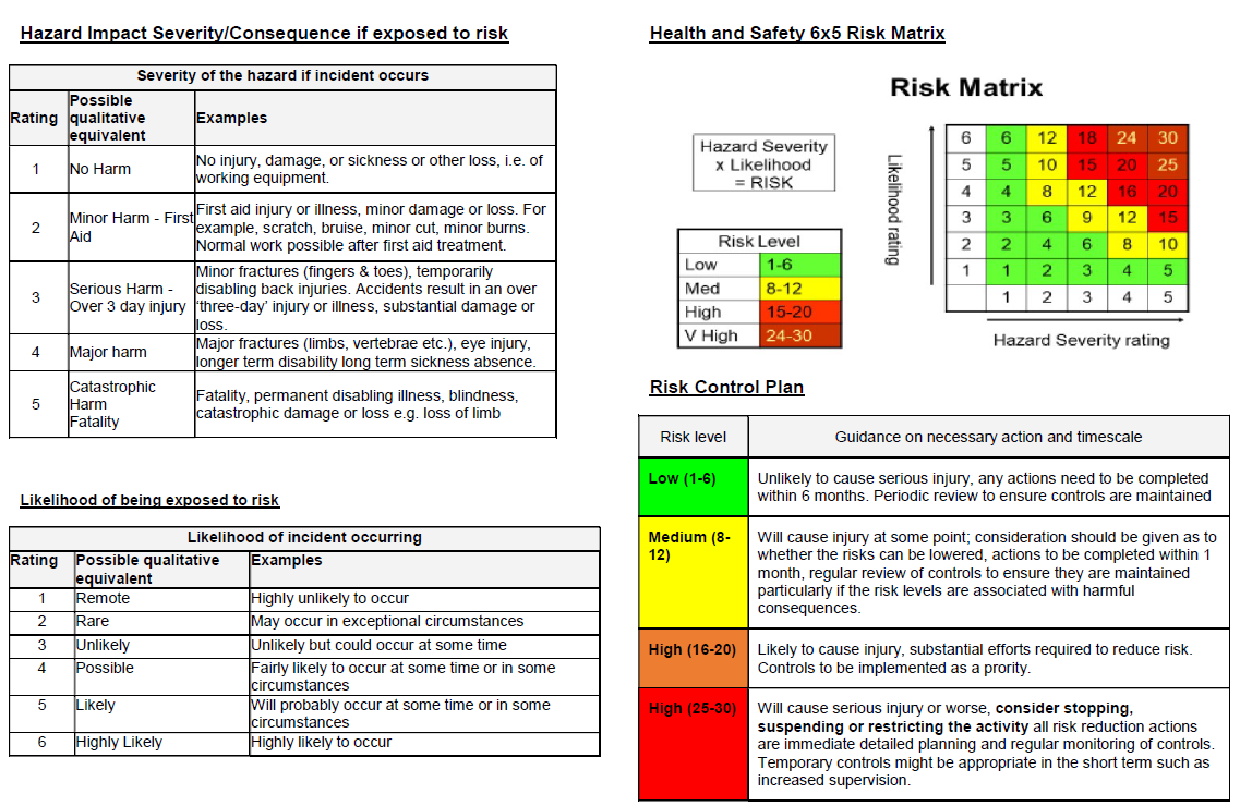 Hazard Impact Severity/Consequence if exposed to risk
Severity of the hazard if incident occurs
Rating
Possible
qualitative
equivalent
Examples
1
No Harm
No injury, damage, or sickness or other loss, i.e. of
working equipment.
2
Minor Harm - First
Aid
First aid injury or illness, minor damage or loss. For
example, scratch, bruise, minor cut, minor burns.
Normal work possible after first aid treatment.
3
Serious Harm -
Over 3 day injury
Minor fractures (fingers & toes), temporarily
disabling back injuries. Accidents result in an over
‘three-day’ injury or illness, substantial damage or
loss.
4
Major harm
Major fractures (limbs, vertebrae etc.), eye injury,
longer term disability long term sickness absence.
5
Catastrophic
Harm
Fatality
Fatality, permanent disabling illness, blindness,
catastrophic damage or loss e.g. loss of limb
Likelihood of being exposed to risk
Likelihood of incident occurring
Rating
Possible qualitative
equivalent
Examples
1 Remote Highly unlikely to occur
2 Rare May occur in exceptional circumstances
3 Unlikely Unlikely but could occur at some time
4 Possible Fairly likely to occur at some time or in some
circumstances
5 Likely Will probably occur at some time or in some
circumstances
6 Highly Likely Highly likely to occur
Health and Safety 6x5 Risk Matrix
Risk Matrix
Hazard Severity
x Likelihood
= RISK
Risk Level
Low 1-6
Med 8-12
High 15-20
V High 24-30
Likelihood rating
6 6 12 18 24 30
5 5 10 15 20 25
4 4 8 12 16 20
3 3 6 9 12 15
2 2 4 6 8 10
1 1 2 3 4 5
1 2 3 4 5
Hazard Severity rating
Risk Control Plan
Risk level Guidance on necessary action and timescale
Low (1-6)
Unlikely to cause serious injury, any actions need to be completed
within 6 months. Periodic review to ensure controls are maintained
Medium (8-
12)
Will cause injury at some point; consideration should be given as to
whether the risks can be lowered, actions to be completed within 1
month, regular review of controls to ensure they are maintained
particularly if the risk levels are associated with harmful
consequences.
High (16-20)
Likely to cause injury, substantial efforts required to reduce risk.
Controls to be implemented as a prority.
High (25-30)
Will cause serious injury or worse, consider stopping,
suspending or restricting the activity all risk reduction actions
are immediate detailed planning and regular monitoring of controls.
Temporary controls might be appropriate in the short term such as
increased supervision.